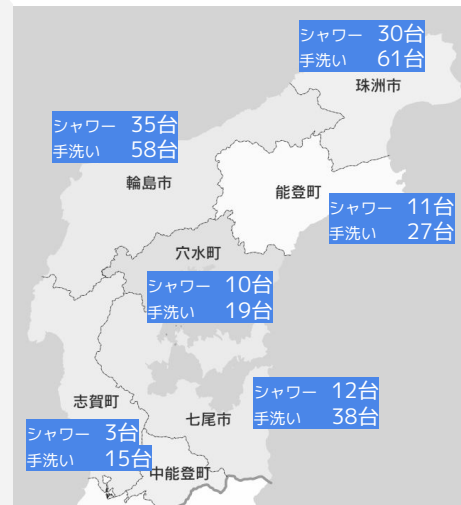 シャワー 30台
手洗い 61台
珠洲市
シャワー 35台
手洗い 58台
輪島市
能登町
シャワー 11台
手洗い 27台
穴水町
シャワー 10台
手洗い 19台
志賀町
シャワー 12台
手洗い 38台
七尾市
シャワー 3台
手洗い 15台
中能登町